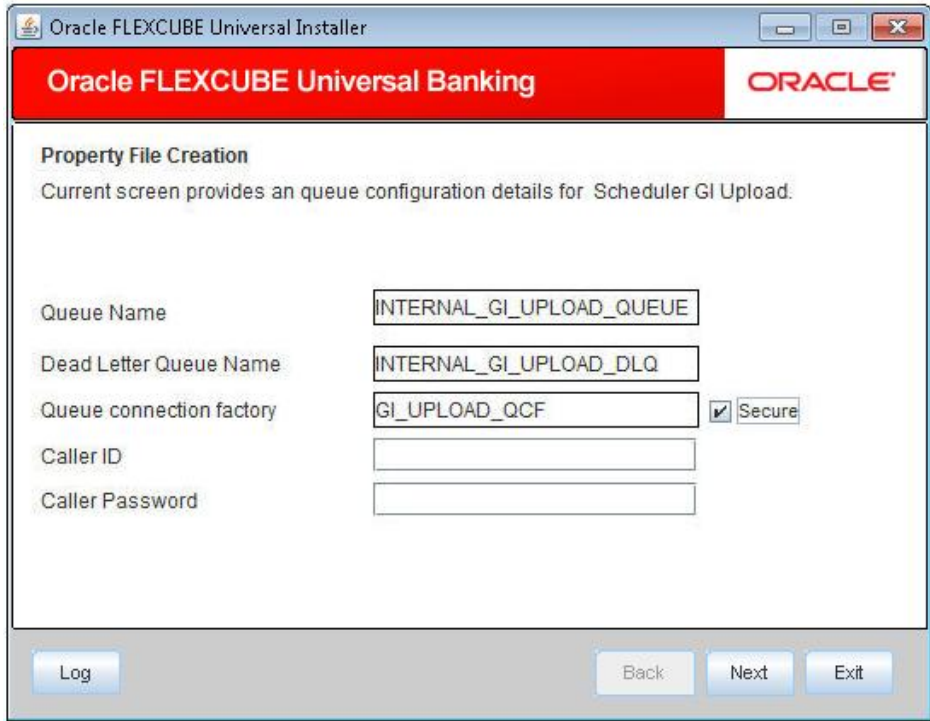 Oracle FLEXCUBE Universal Installer
Oracle FLEXCUBE Universal Banking
ORACLE
Property File Creation
Current screen provides an queue configuration details for Scheduler GI Upload.
Queue Name INTERNAL_GI_UPLOAD_QUEUE
Dead Letter Queue Name INTERNAL_GI_UPLOAD_DLQ
Queue connection factory GI_UPLOAD_QCF Secure
Caller ID
Caller Password
Log Back Next Exit